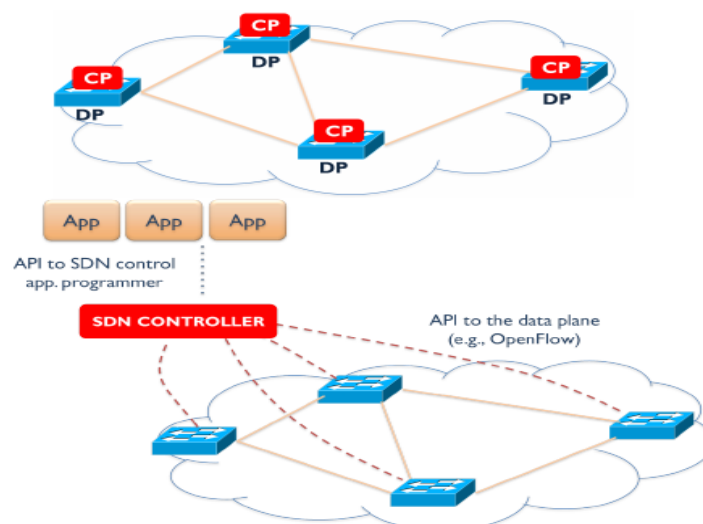 CP
DP
CP
DP
CP
DP
CP
DP
App
App
App
API to SDN control
app. programmer
SDN CONTROLLER
API to the data plane
(e.g., OpenFlow)